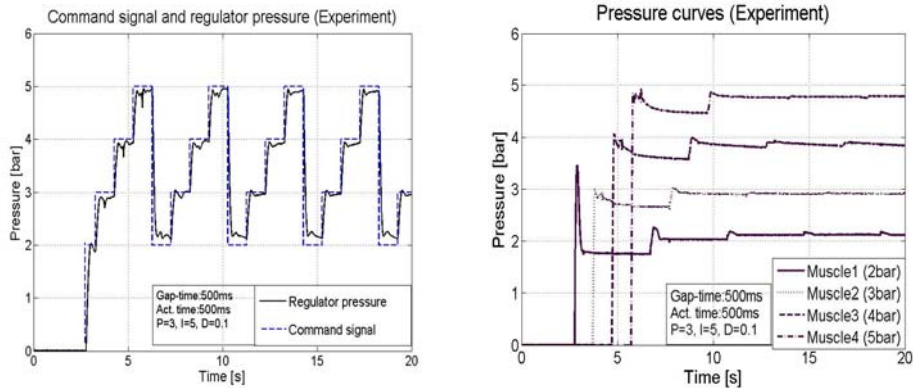 Command signal and regulator pressure (Experiment)
6
5
4
3
2
1
0
Pressure [bar]
Gap-time:500ms
Act. time:500ms
P=3, I=5, D=0.1
Regulator pressure
Command signal
0 5 10 15 20
Time [s]
Pressure curves (Experiment)
6
5
4
3
2
1
0
Pressure [bar]
Gap-time:500ms
Act. time:500ms
P=3, I=5, D=0.1
Muscle1 (2bar)
Muscle2 (3bar)
Muscle3 (4bar)
Muscle4 (5bar)
0 5 10 15 20
Time [s]